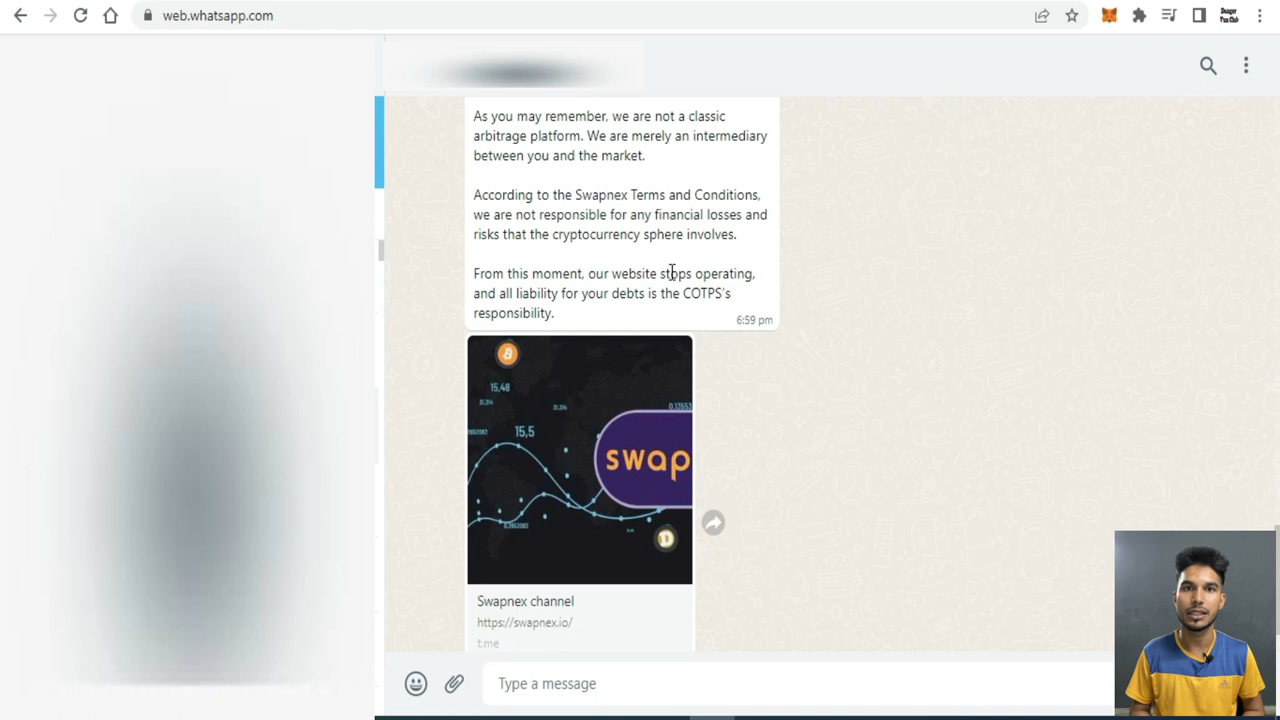 web.whatsapp.com
As you may remember, we are not a classic
arbitrage platform. We are merely an intermediary
between you and the market.
According to the Swapnex Terms and Conditions,
we are not responsible for any financial losses and
risks that the cryptocurrency sphere involves.
From this moment, our website stops operating,
and all liability for your debts is the COTPS's
responsibility.
6:59 pm
15,48
15,5
swap
Swapnex channel
https://swapnex.io/
t.me
Type a message